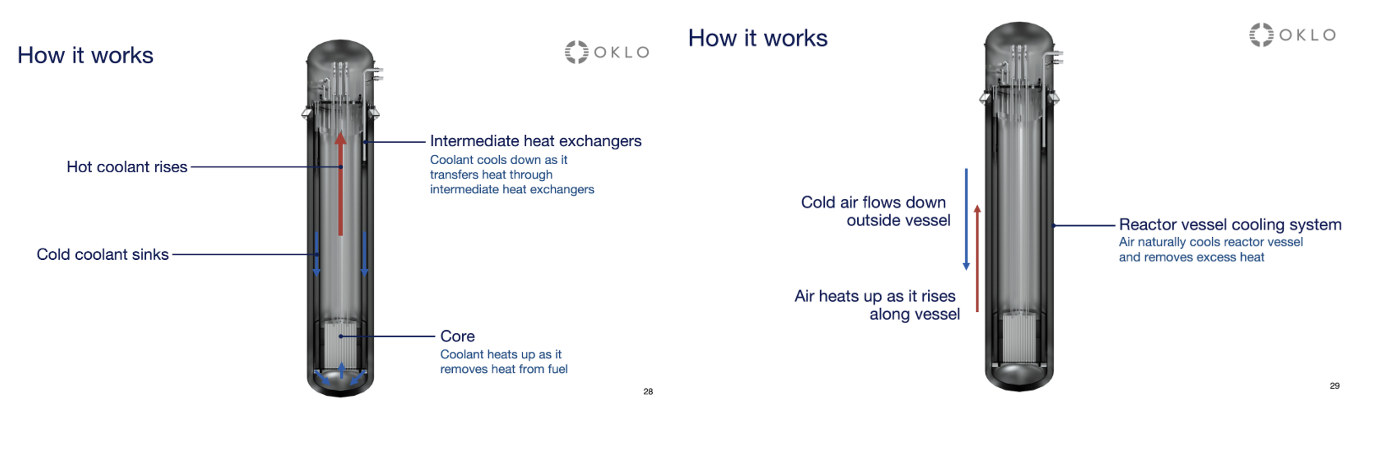 How it works
OKLO
Hot coolant rises
Intermediate heat exchangers
Coolant cools down as it
transfers heat through
intermediate heat exchangers
Cold coolant sinks
Core
Coolant heats up as it
removes heat from fuel
28
How it works
OKLO
Cold air flows down
outside vessel
Reactor vessel cooling system
Air naturally cools reactor vessel
and removes excess heat
Air heats up as it rises
along vessel
29